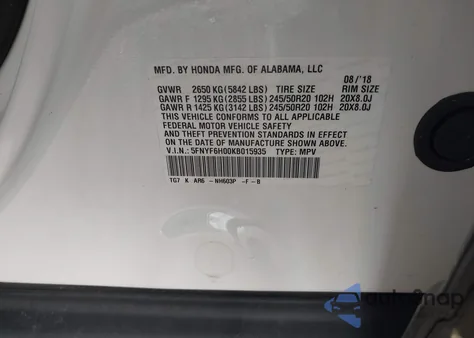 MFD. BY HONDA MFG. OF ALABAMA, LLC 08/'18
GVWR 2650 KG(5842 LBS) TIRE SIZE RIM SIZE
GAWR F 1295 KG(2855 LBS) 245/50R20 102H 20X8.0J
GAWR R 1425 KG(3142 LBS) 245/50R20 102H 20X8.0J
THIS VEHICLE CONFORMS TO ALL APPLICABLE
FEDERAL MOTOR VEHICLE SAFETY AND
THEFT PREVENTION STANDARDS IN EFFECT ON
THE DATE OF MANUFACTURE SHOWN ABOVE.
V.I.N.: 5FNYF6H00KB015935 TYPE: MPV
TG7 K AR6 -NH603P -F -B